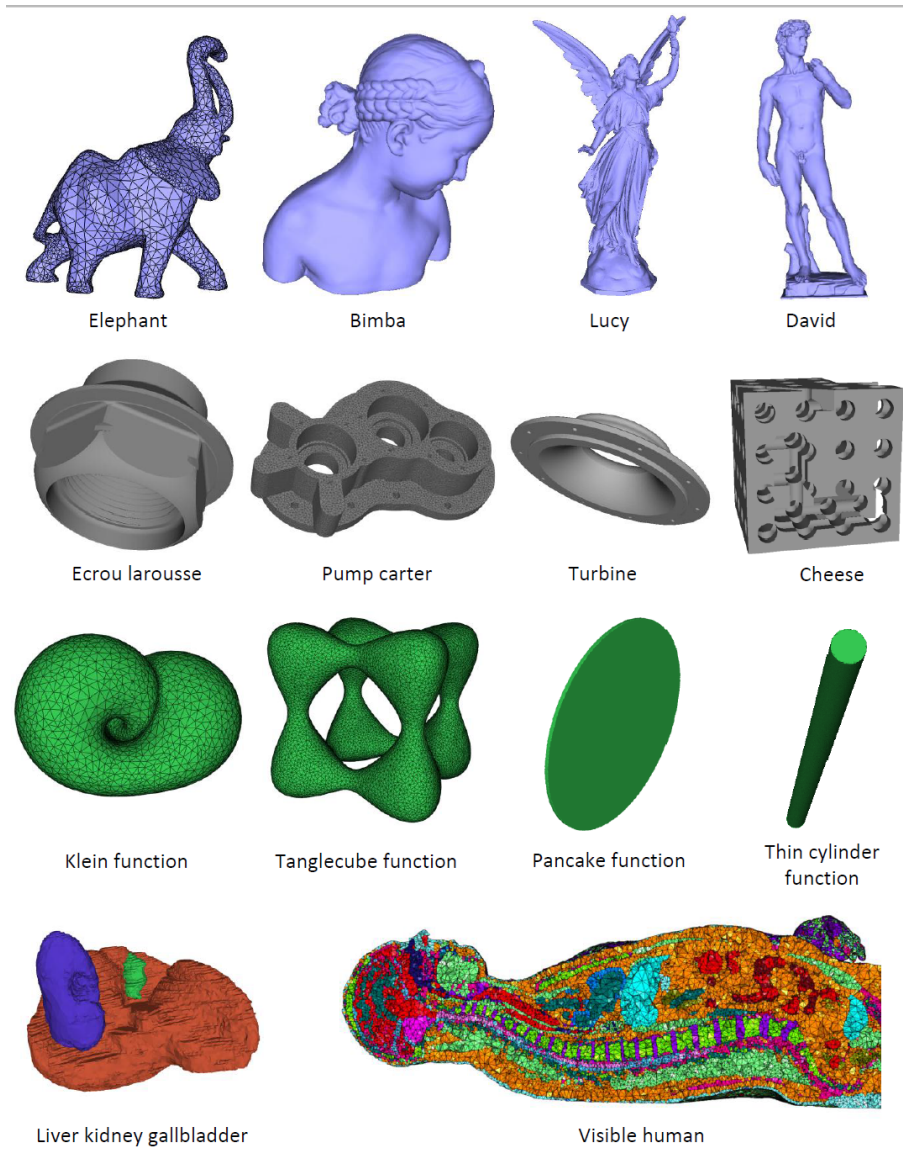 Elephant
Bimba
Lucy
David
Ecrou larousse
Pump carter
Turbine
Cheese
Klein function
Tanglecube function
Pancake function
Thin cylinder
function
Liver kidney gallbladder
Visible human